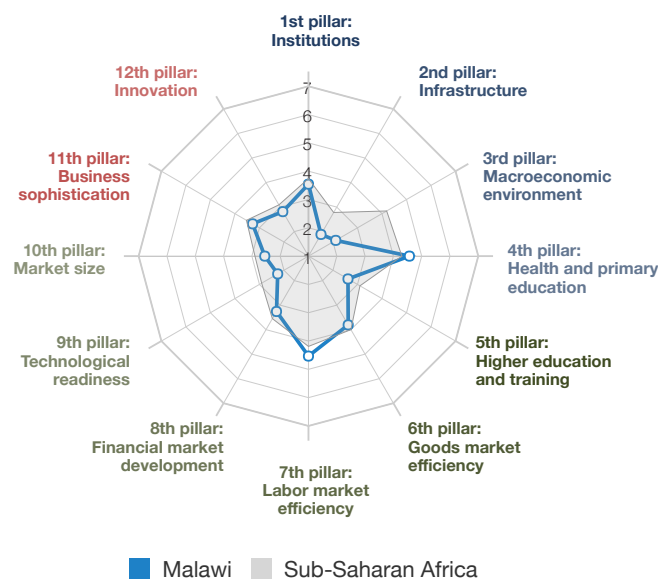 1st pillar:
Institutions
2nd pillar:
Infrastructure
3rd pillar:
Macroeconomic
environment
4th pillar:
Health and primary
education
5th pillar:
Higher education
and training
6th pillar:
Goods market
efficiency
7th pillar:
Labor market
efficiency
8th pillar:
Financial market
development
9th pillar:
Technological
readiness
10th pillar:
Market size
11th pillar:
Business
sophistication
12th pillar:
Innovation
7
6
5
4
3
2
1
Malawi
Sub-Saharan Africa